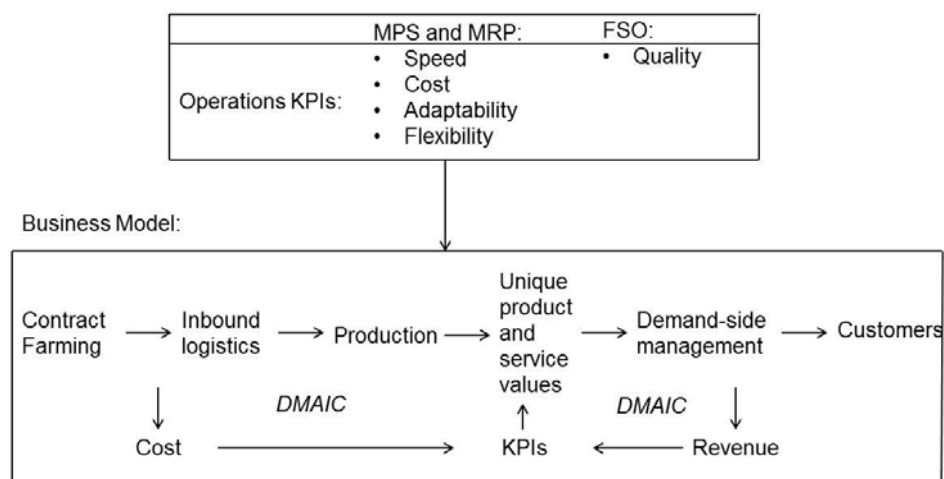 MPS and MRP: FSO:
• Speed • Quality
• Cost
Operations KPIs:
• Adaptability
• Flexibility
Business Model:
Contract
Farming
Inbound
logistics
Production
Unique
product
and
service
values
Demand-side
management
Customers
DMAIC DMAIC
Cost KPIs Revenue